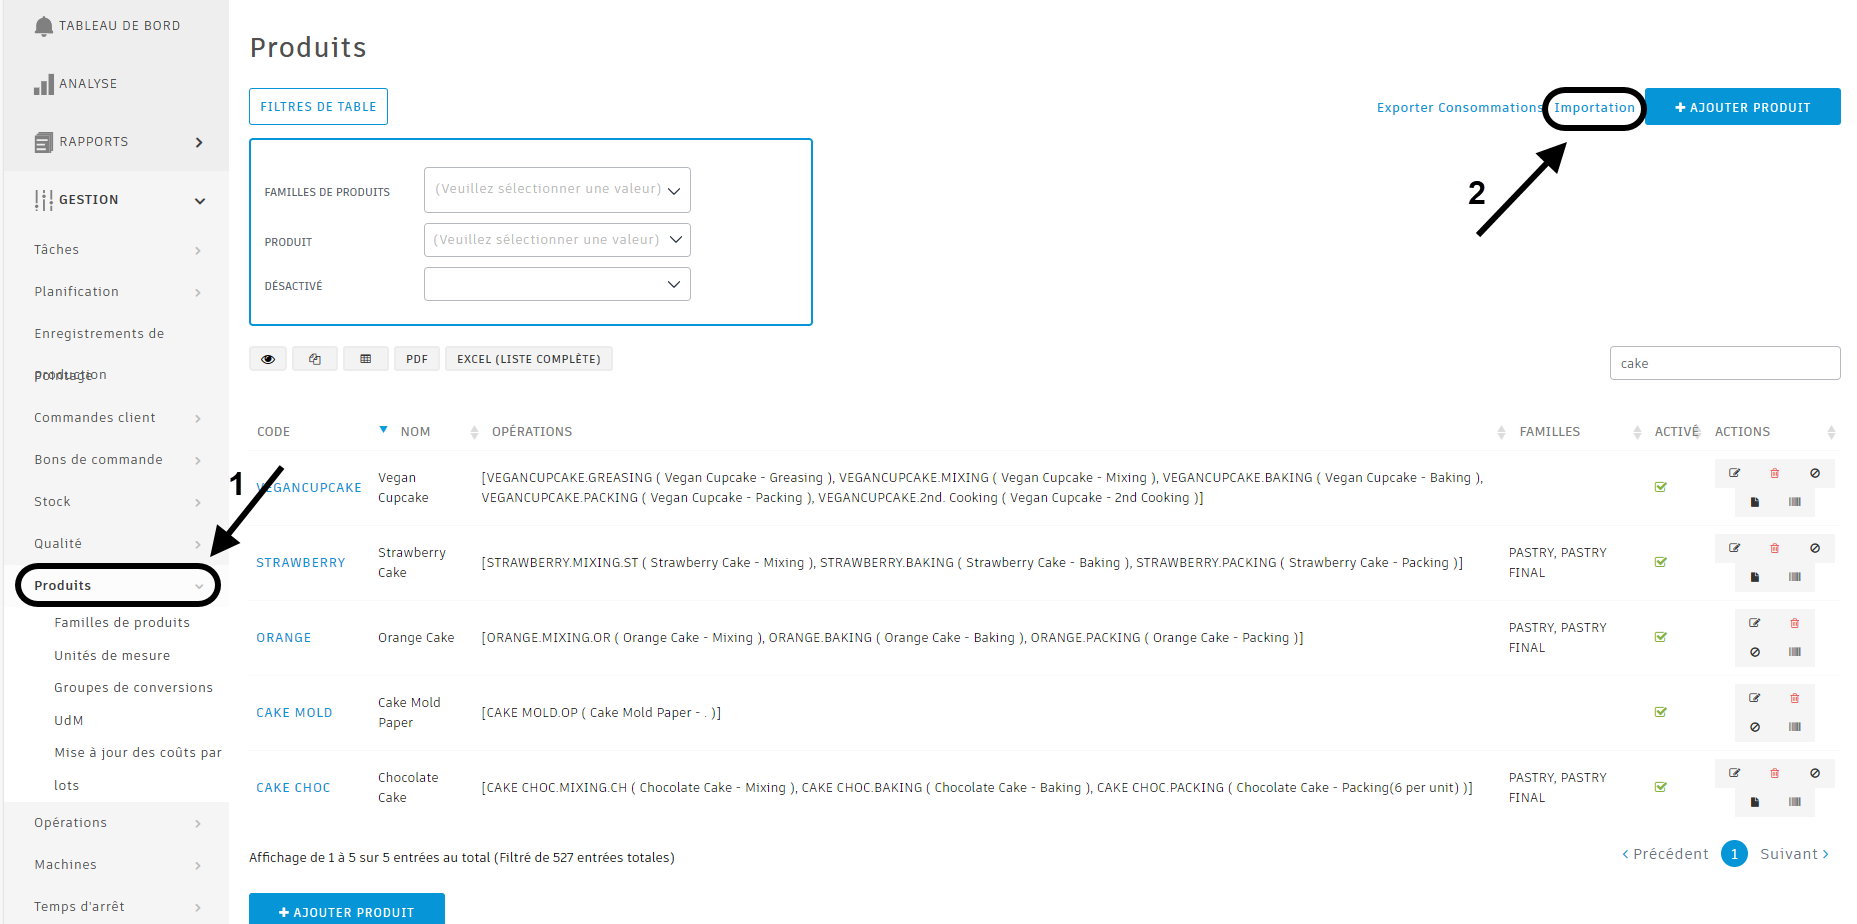 TABLEAU DE BORD
ANALYSE
RAPPORTS
GESTION
Tâches
Planification
Enregistrements de
production
Pointage
Commandes client
Bons de commande
Stock
Qualité
1
Produits
Familles de produits
Unités de mesure
Groupes de conversions
UdM
Mise à jour des coûts par
lots
Opérations
Machines
Temps d'arrêt
Produits
FILTRES DE TABLE
Exporter Consommations
Importation
AJOUTER PRODUIT
2
FAMILLES DE PRODUITS (Veuillez sélectionner une valeur)
PRODUIT (Veuillez sélectionner une valeur)
DÉSACTIVÉ
PDF EXCEL (LISTE COMPLÈTE)
cake
CODE NOM OPÉRATIONS FAMILLES ACTIVÉ ACTIONS
VEGANCUPCAKE
Vegan
Cupcake
[VEGANCUPCAKE.GREASING ( Vegan Cupcake - Greasing ), VEGANCUPCAKE.MIXING ( Vegan Cupcake - Mixing ), VEGANCUPCAKE.BAKING ( Vegan Cupcake - Baking ),
VEGANCUPCAKE.PACKING ( Vegan Cupcake - Packing ), VEGANCUPCAKE.2nd. Cooking ( Vegan Cupcake - 2nd Cooking )]
STRAWBERRY
Strawberry
Cake
[STRAWBERRY.MIXING.ST ( Strawberry Cake - Mixing ), STRAWBERRY.BAKING ( Strawberry Cake - Baking ), STRAWBERRY.PACKING ( Strawberry Cake - Packing )]
PASTRY, PASTRY
FINAL
ORANGE
Orange Cake
[ORANGE.MIXING.OR ( Orange Cake - Mixing ), ORANGE.BAKING ( Orange Cake - Baking ), ORANGE.PACKING ( Orange Cake - Packing )]
PASTRY, PASTRY
FINAL
CAKE MOLD
Cake Mold
Paper
[CAKE MOLD.OP ( Cake Mold Paper - . )]
CAKE CHOC
Chocolate
Cake
[CAKE CHOC.MIXING.CH ( Chocolate Cake - Mixing ), CAKE CHOC.BAKING ( Chocolate Cake - Baking ), CAKE CHOC.PACKING ( Chocolate Cake - Packing(6 per unit) )]
PASTRY, PASTRY
FINAL
Affichage de 1 à 5 sur 5 entrées au total (Filtré de 527 entrées totales)
Précédent 1 Suivant
AJOUTER PRODUIT